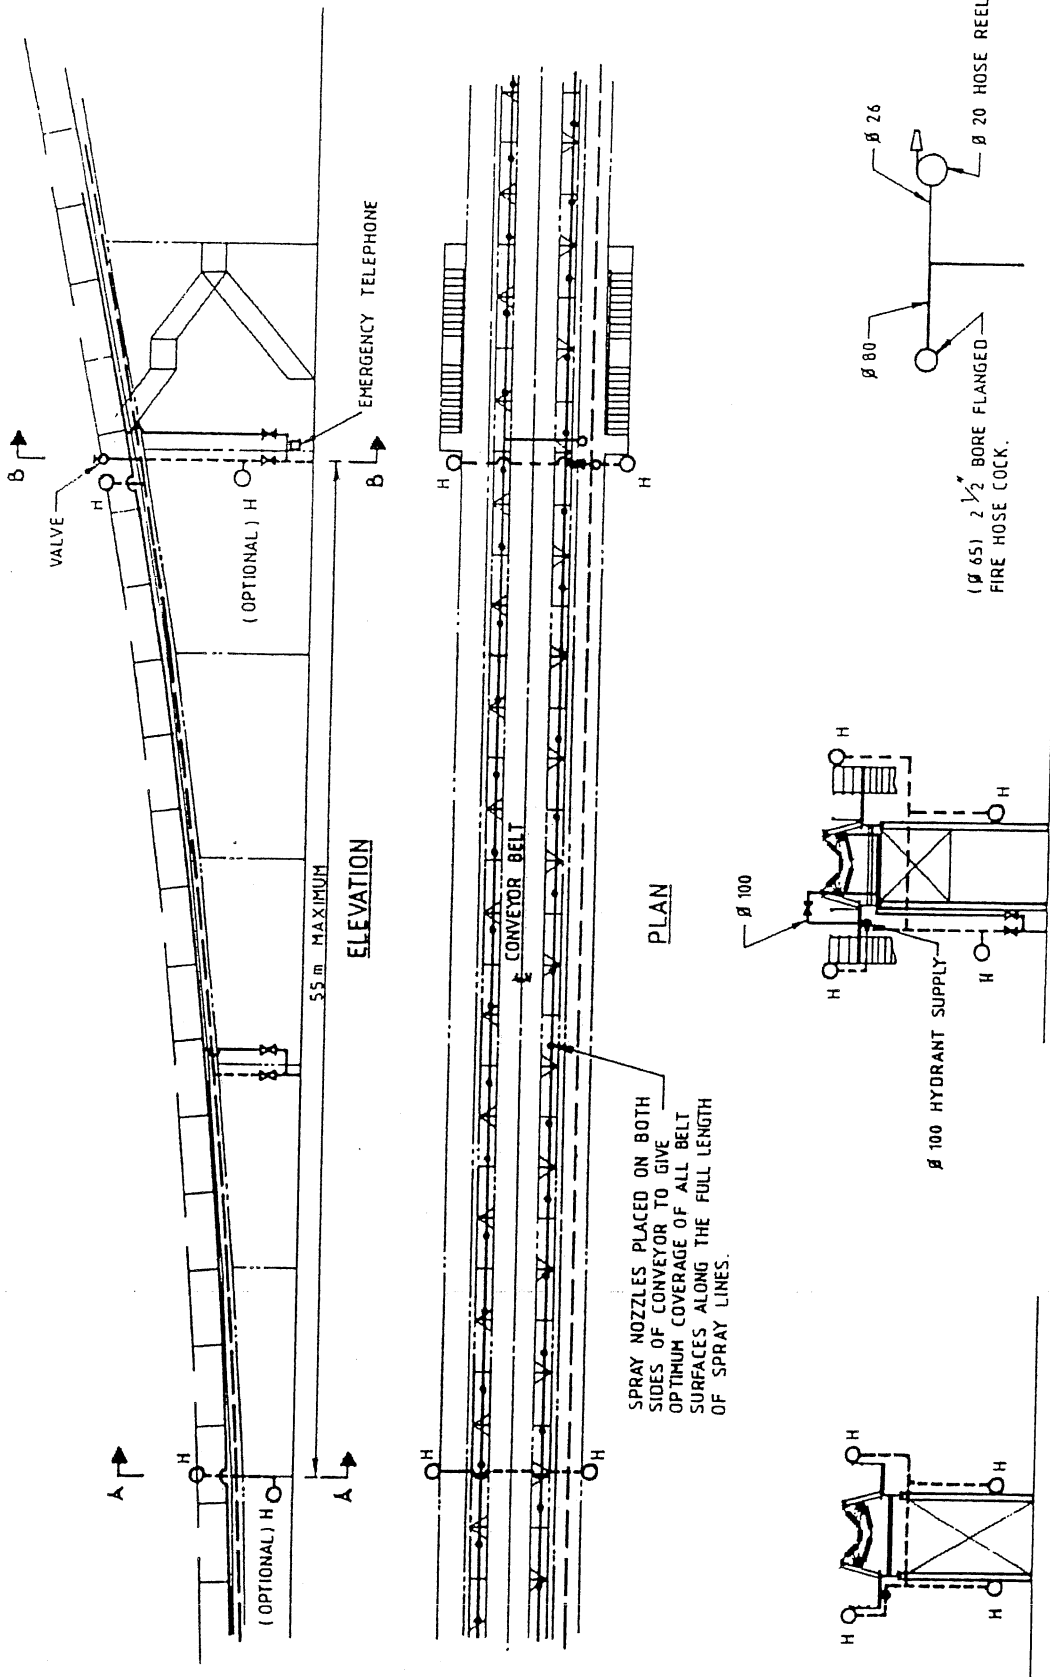 B
VALVE
H
(OPTIONAL) H
EMERGENCY TELEPHONE
B
A
(OPTIONAL) H
A
55m MAXIMUM
ELEVATION
H
H
H
H
℄ CONVEYOR BELT
PLAN
SPRAY NOZZLES PLACED ON BOTH
SIDES OF CONVEYOR TO GIVE
OPTIMUM COVERAGE OF ALL BELT
SURFACES ALONG THE FULL LENGTH
OF SPRAY LINES.
H
H
H
H
H
H
H
H
Ø 100
Ø 100 HYDRANT SUPPLY
Ø 80
Ø 26
Ø 20 HOSE REEL
(Ø 65) 2 1/2" BORE FLANGED
FIRE HOSE COCK.